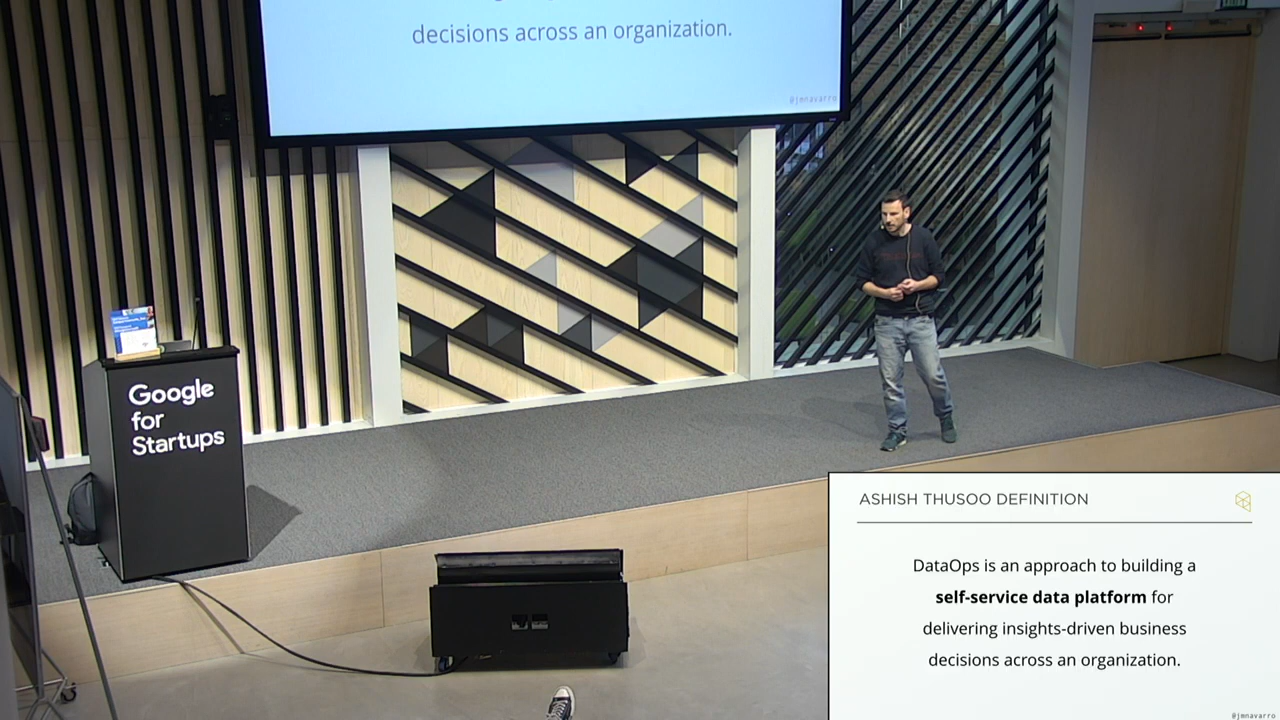 decisions across an organization.
@jmnavarro
Google
for
Startups
ASHISH THUSOO DEFINITION
DataOps is an approach to building a
self-service data platform for
delivering insights-driven business
decisions across an organization.
@jmnavarro